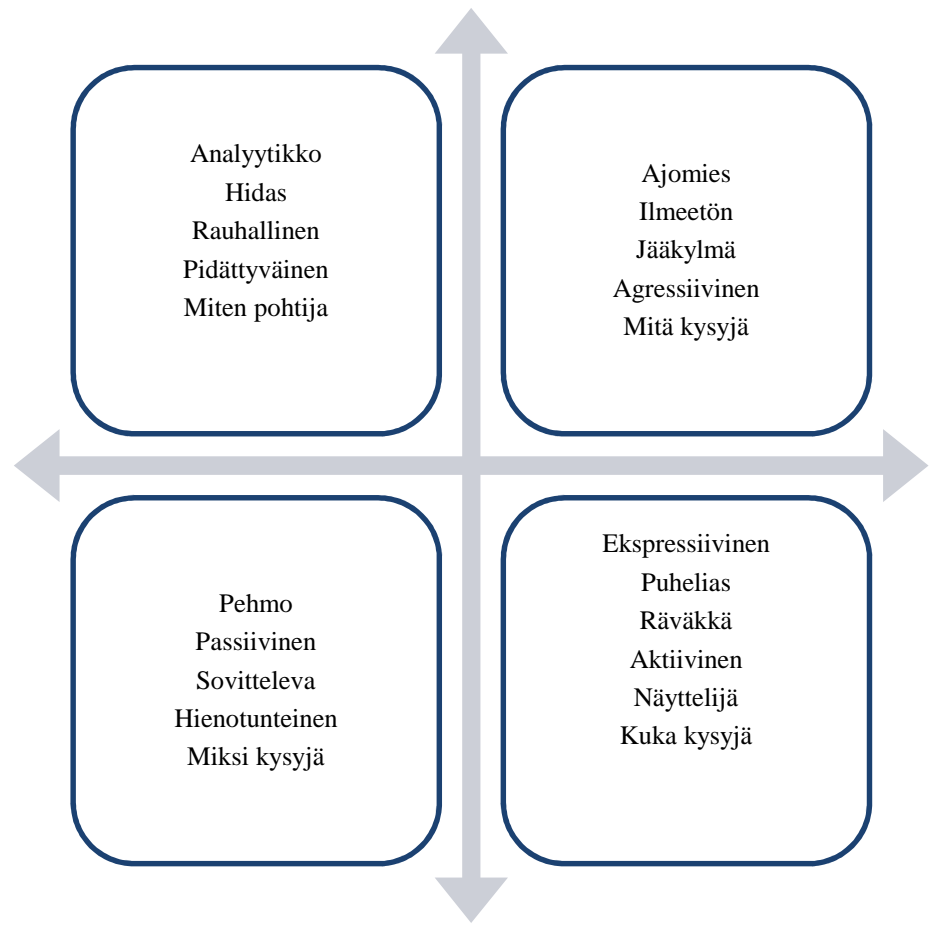 Analyytikko
Hidas
Rauhallinen
Pidättyväinen
Miten pohtija
Ajomies
Ilmeetön
Jääkylmä
Agressiivinen
Mitä kysyjä
Pehmo
Passiivinen
Sovitteleva
Hienotunteinen
Miksi kysyjä
Ekspressiivinen
Puhelias
Räväkkä
Aktiivinen
Näyttelijä
Kuka kysyjä